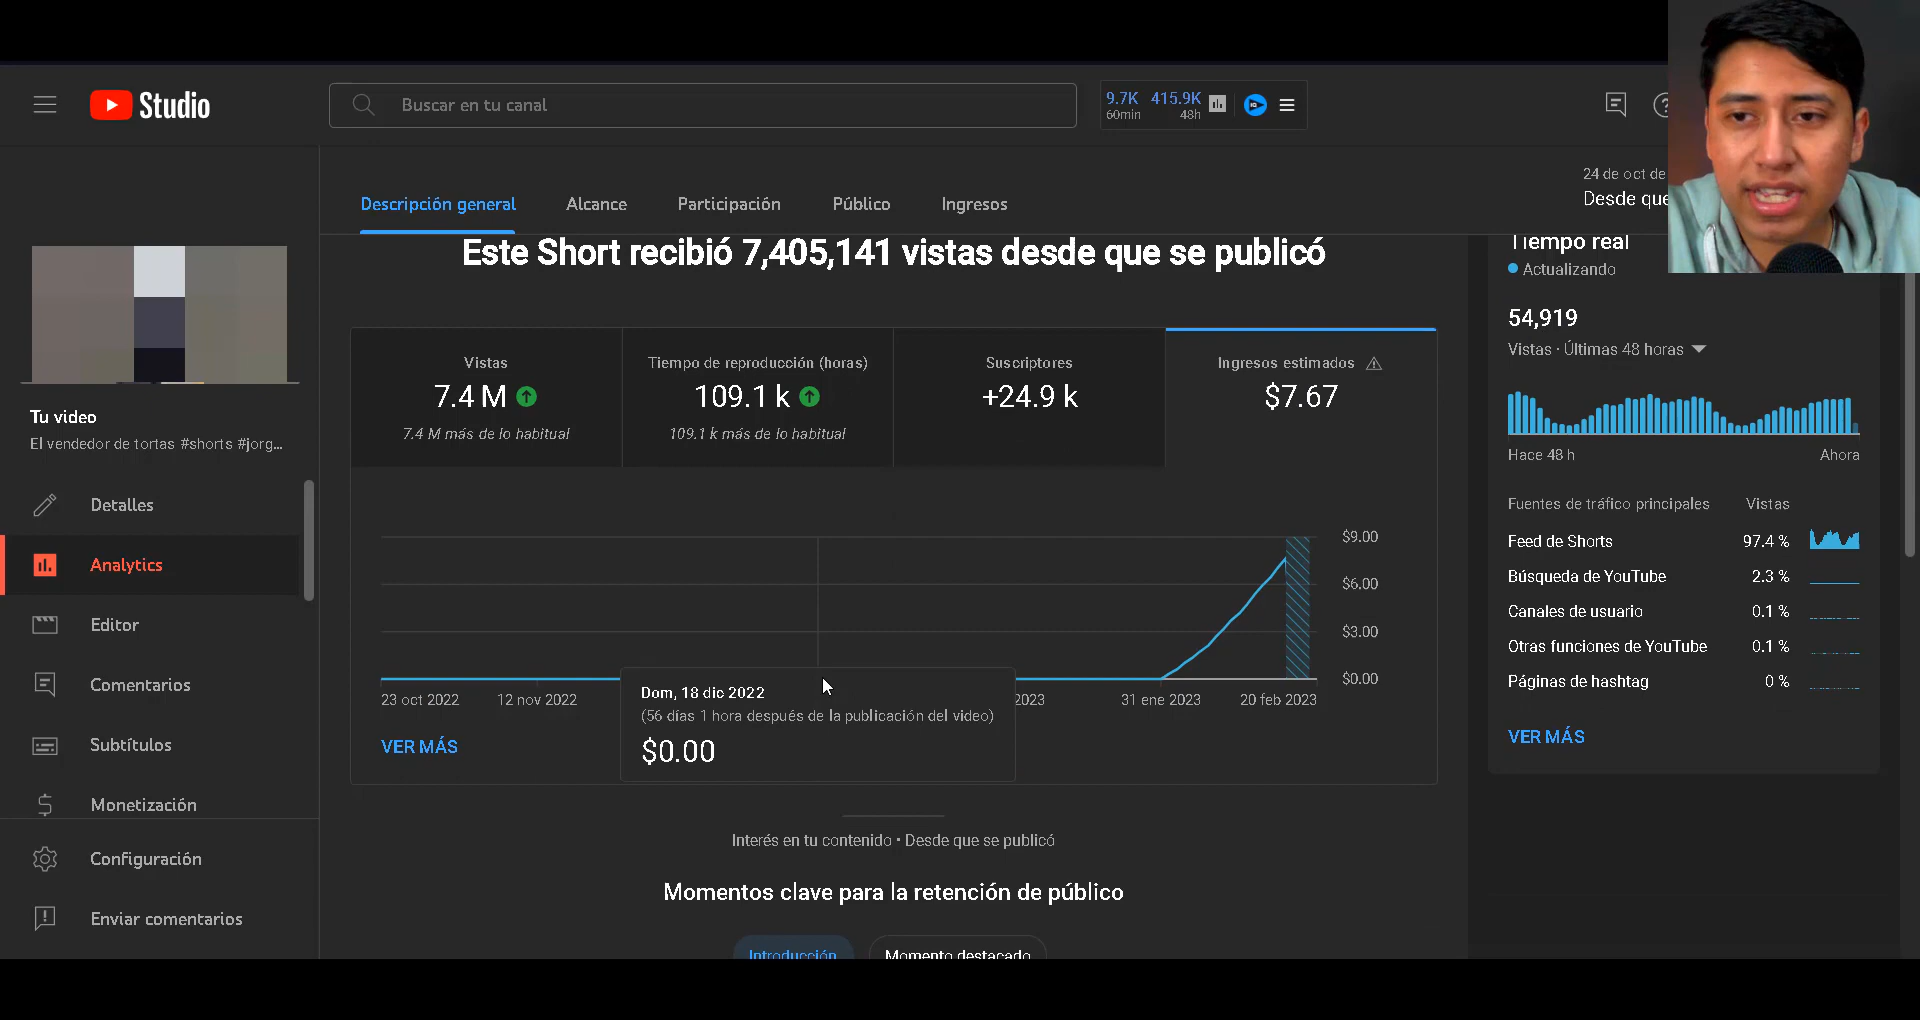 Studio
Buscar en tu canal
9.7K 415.9K
60min 48h
Descripción general
Alcance
Participación
Público
Ingresos
24 de oct de
Desde que
Este Short recibió 7,405,141 vistas desde que se publicó
Vistas
7.4 M
7.4 M más de lo habitual
Tiempo de reproducción (horas)
109.1 k
109.1 k más de lo habitual
Suscriptores
+24.9 k
Ingresos estimados
$7.67
$9.00
$6.00
$3.00
$0.00
23 oct 2022
12 nov 2022
2023
31 ene 2023
20 feb 2023
Dom, 18 dic 2022
(56 días 1 hora después de la publicación del video)
$0.00
VER MÁS
Interés en tu contenido • Desde que se publicó
Momentos clave para la retención de público
Introducción
Momento destacado
Tu video
El vendedor de tortas #shorts #jorg...
Detalles
Analytics
Editor
Comentarios
Subtítulos
Monetización
Configuración
Enviar comentarios
Tiempo real
Actualizando
54,919
Vistas · Últimas 48 horas
Hace 48 h
Ahora
Fuentes de tráfico principales Vistas
Feed de Shorts 97.4 %
Búsqueda de YouTube 2.3 %
Canales de usuario 0.1 %
Otras funciones de YouTube 0.1 %
Páginas de hashtag 0 %
VER MÁS